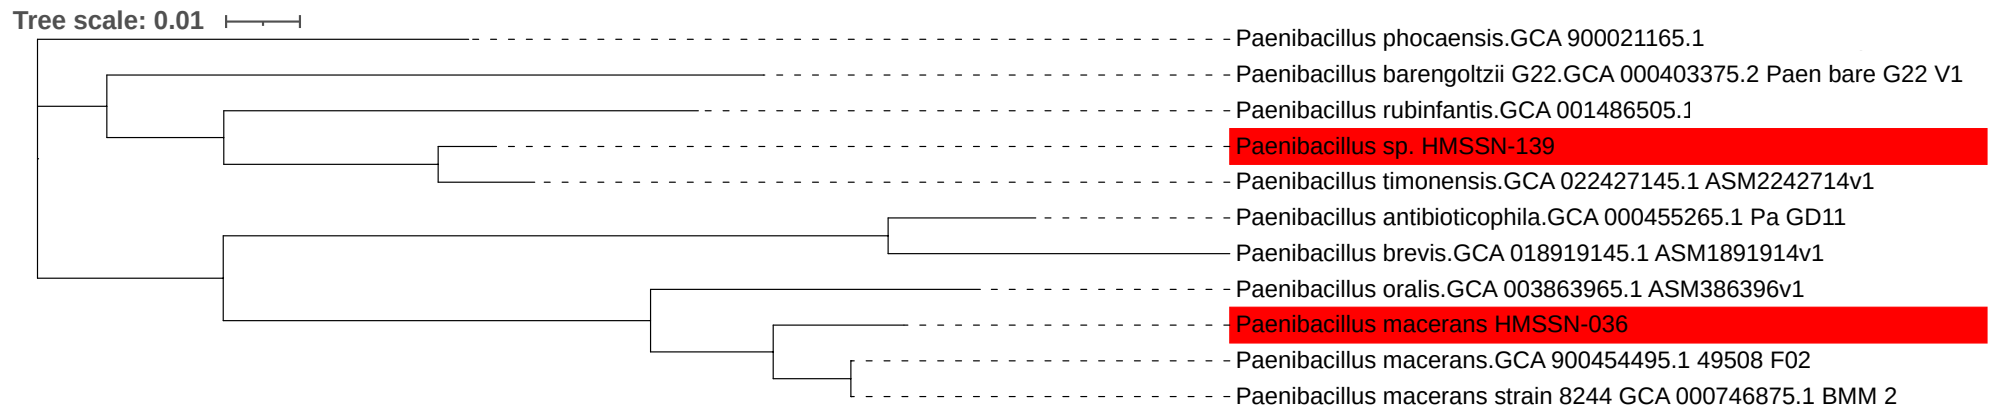 Tree scale: 0.01
Paenibacillus phocaensis.GCA 900021165.1
Paenibacillus barengoltzii G22.GCA 000403375.2 Paen bare G22 V1
Paenibacillus rubinfantis.GCA 001486505.1
Paenibacillus sp. HMSSN-139
Paenibacillus timonensis.GCA 022427145.1 ASM2242714v1
Paenibacillus antibioticophila.GCA 000455265.1 Pa GD11
Paenibacillus brevis.GCA 018919145.1 ASM1891914v1
Paenibacillus oralis.GCA 003863965.1 ASM386396v1
Paenibacillus macerans HMSSN-036
Paenibacillus macerans.GCA 900454495.1 49508 F02
Paenibacillus macerans strain 8244 GCA 000746875.1 BMM 2